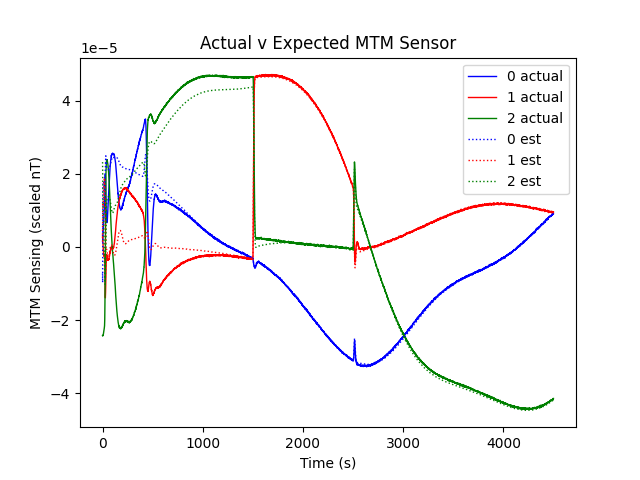 Actual v Expected MTM Sensor
1e−5
MTM Sensing (scaled nT)
4
2
0
−2
−4
0
1000
2000
3000
4000
Time (s)
0 actual
1 actual
2 actual
0 est
1 est
2 est